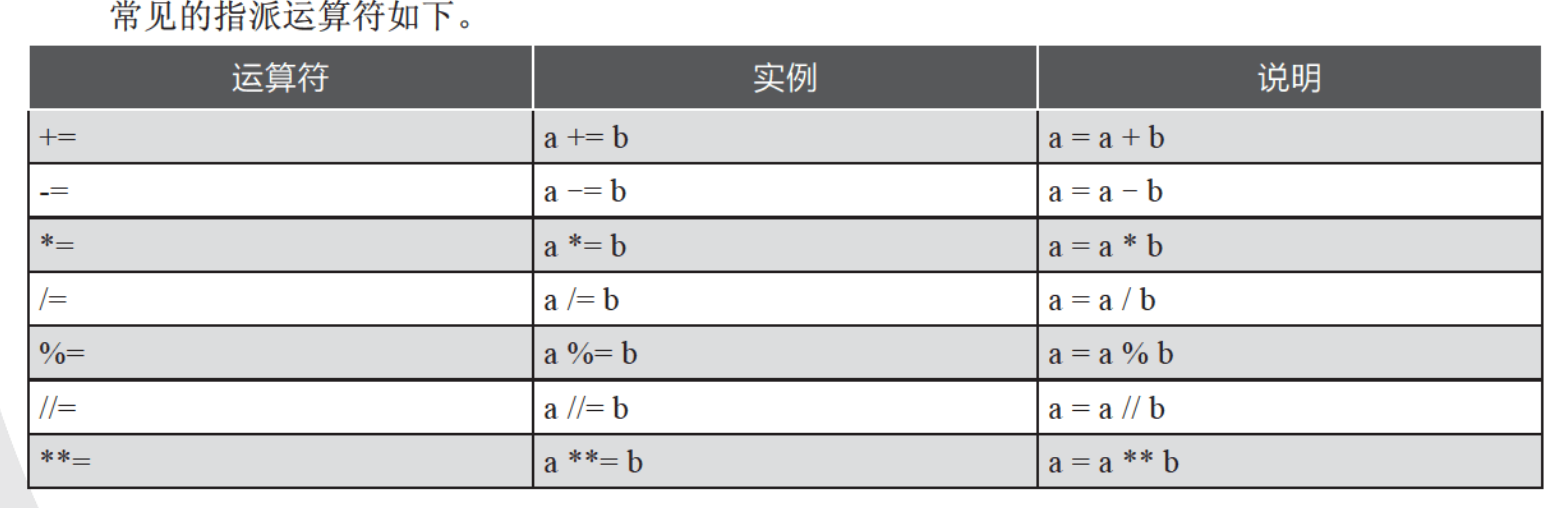 常见的指派运算符如下。
运算符 实例 说明
+= a += b a = a + b
-= a −= b a = a − b
*= a *= b a = a * b
/= a /= b a = a / b
%= a %= b a = a % b
//= a //= b a = a // b
**= a **= b a = a ** b